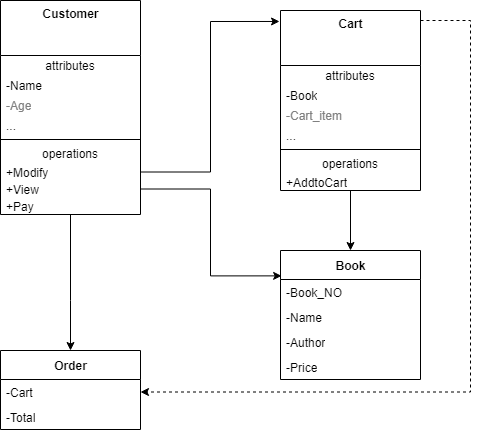 Customer
attributes
-Name
-Age
...
operations
+Modify
+View
+Pay
Cart
attributes
-Book
-Cart_item
...
operations
+AddtoCart
Book
-Book_NO
-Name
-Author
-Price
Order
-Cart
-Total